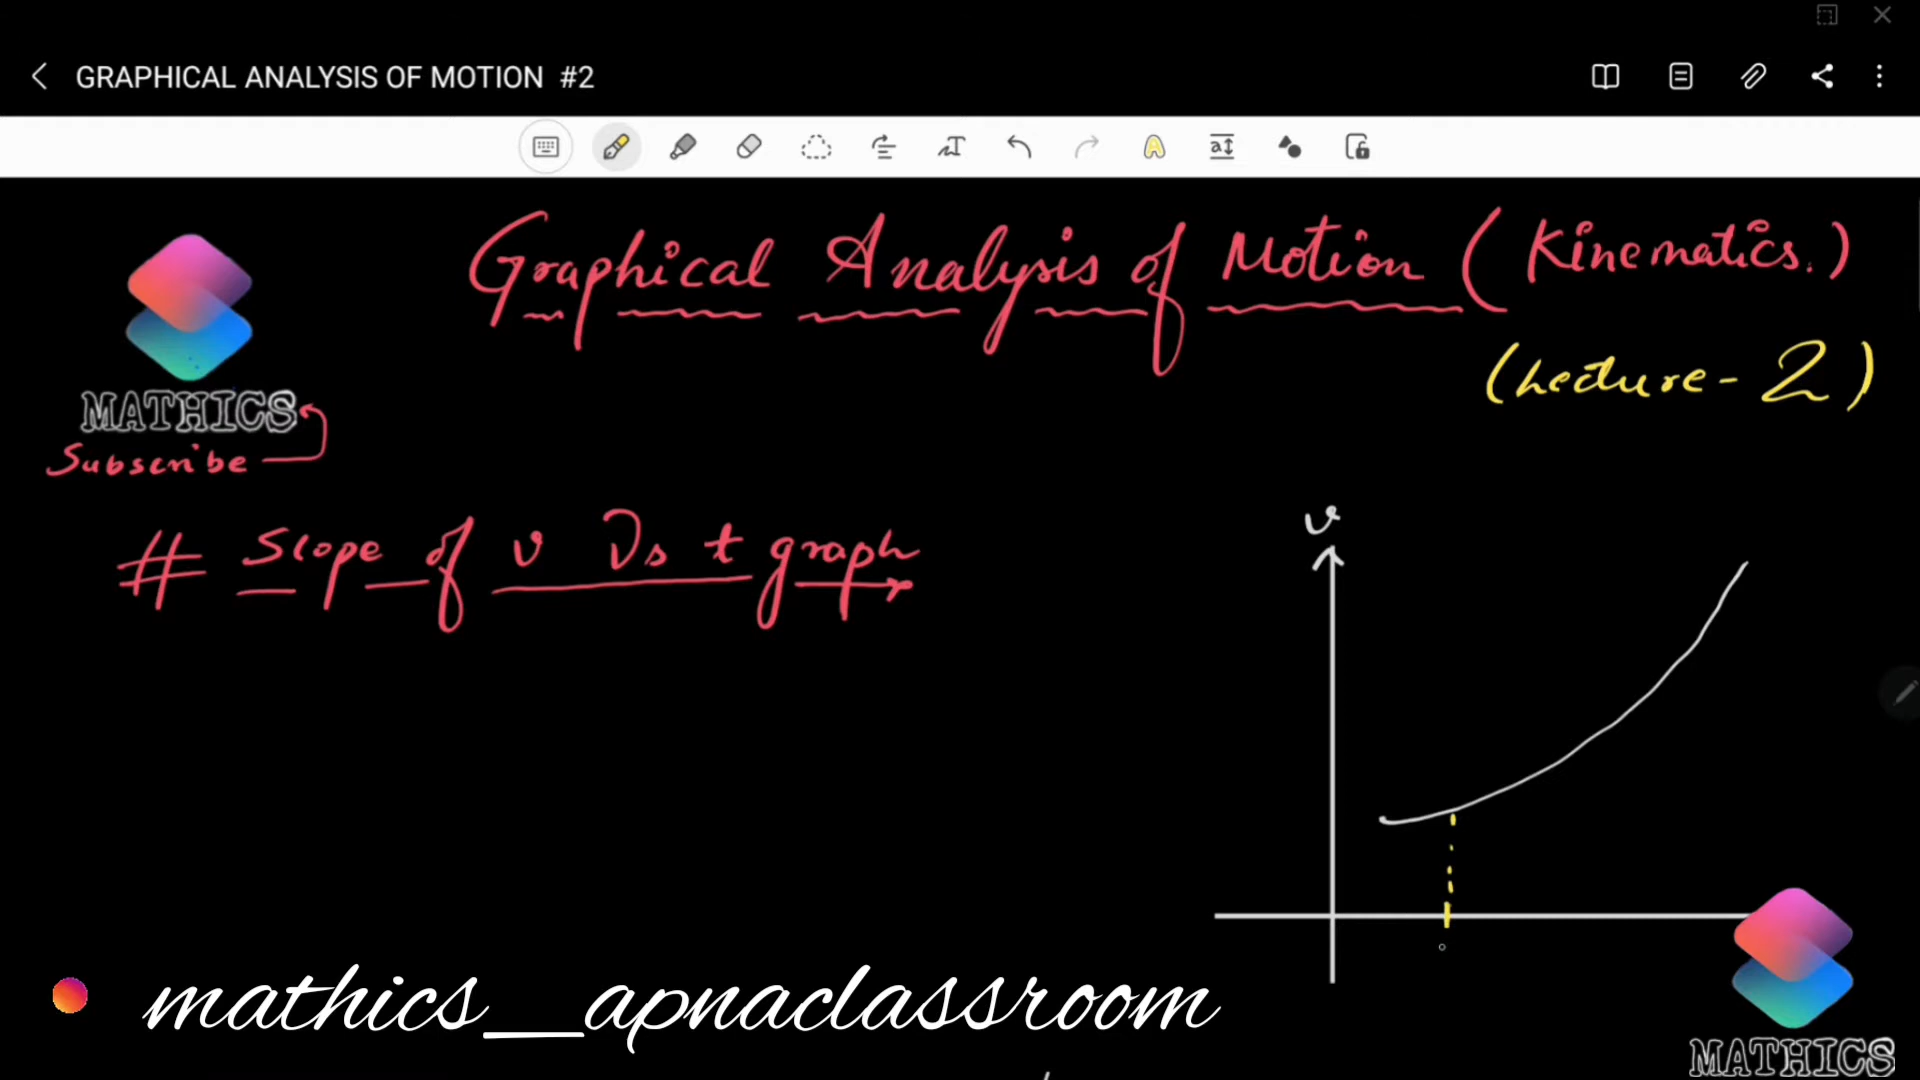 GRAPHICAL ANALYSIS OF MOTION #2
Graphical Analysis of Motion (Kinematics.)
(Lecture - 2)
MATHICS
Subscribe
# Slope of v Vs t graph
v
mathics__apnaclassroom
MATHICS